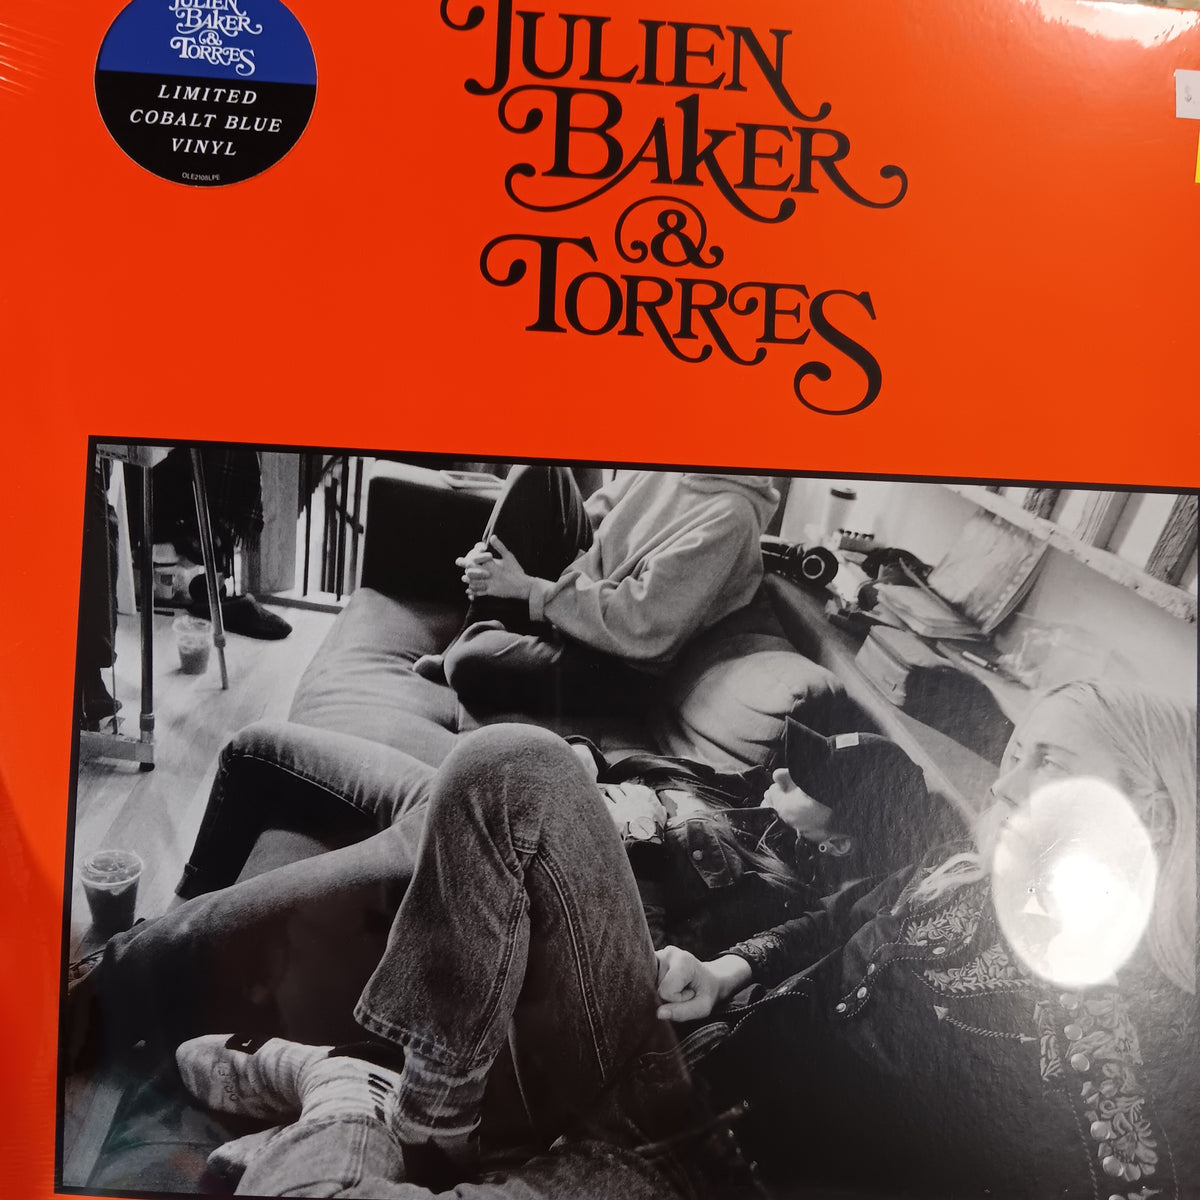 JULIEN
BAKER
&
TORRES
LIMITED
COBALT BLUE
VINYL
OLE2108LPE
JULIEN
BAKER
&
TORRES